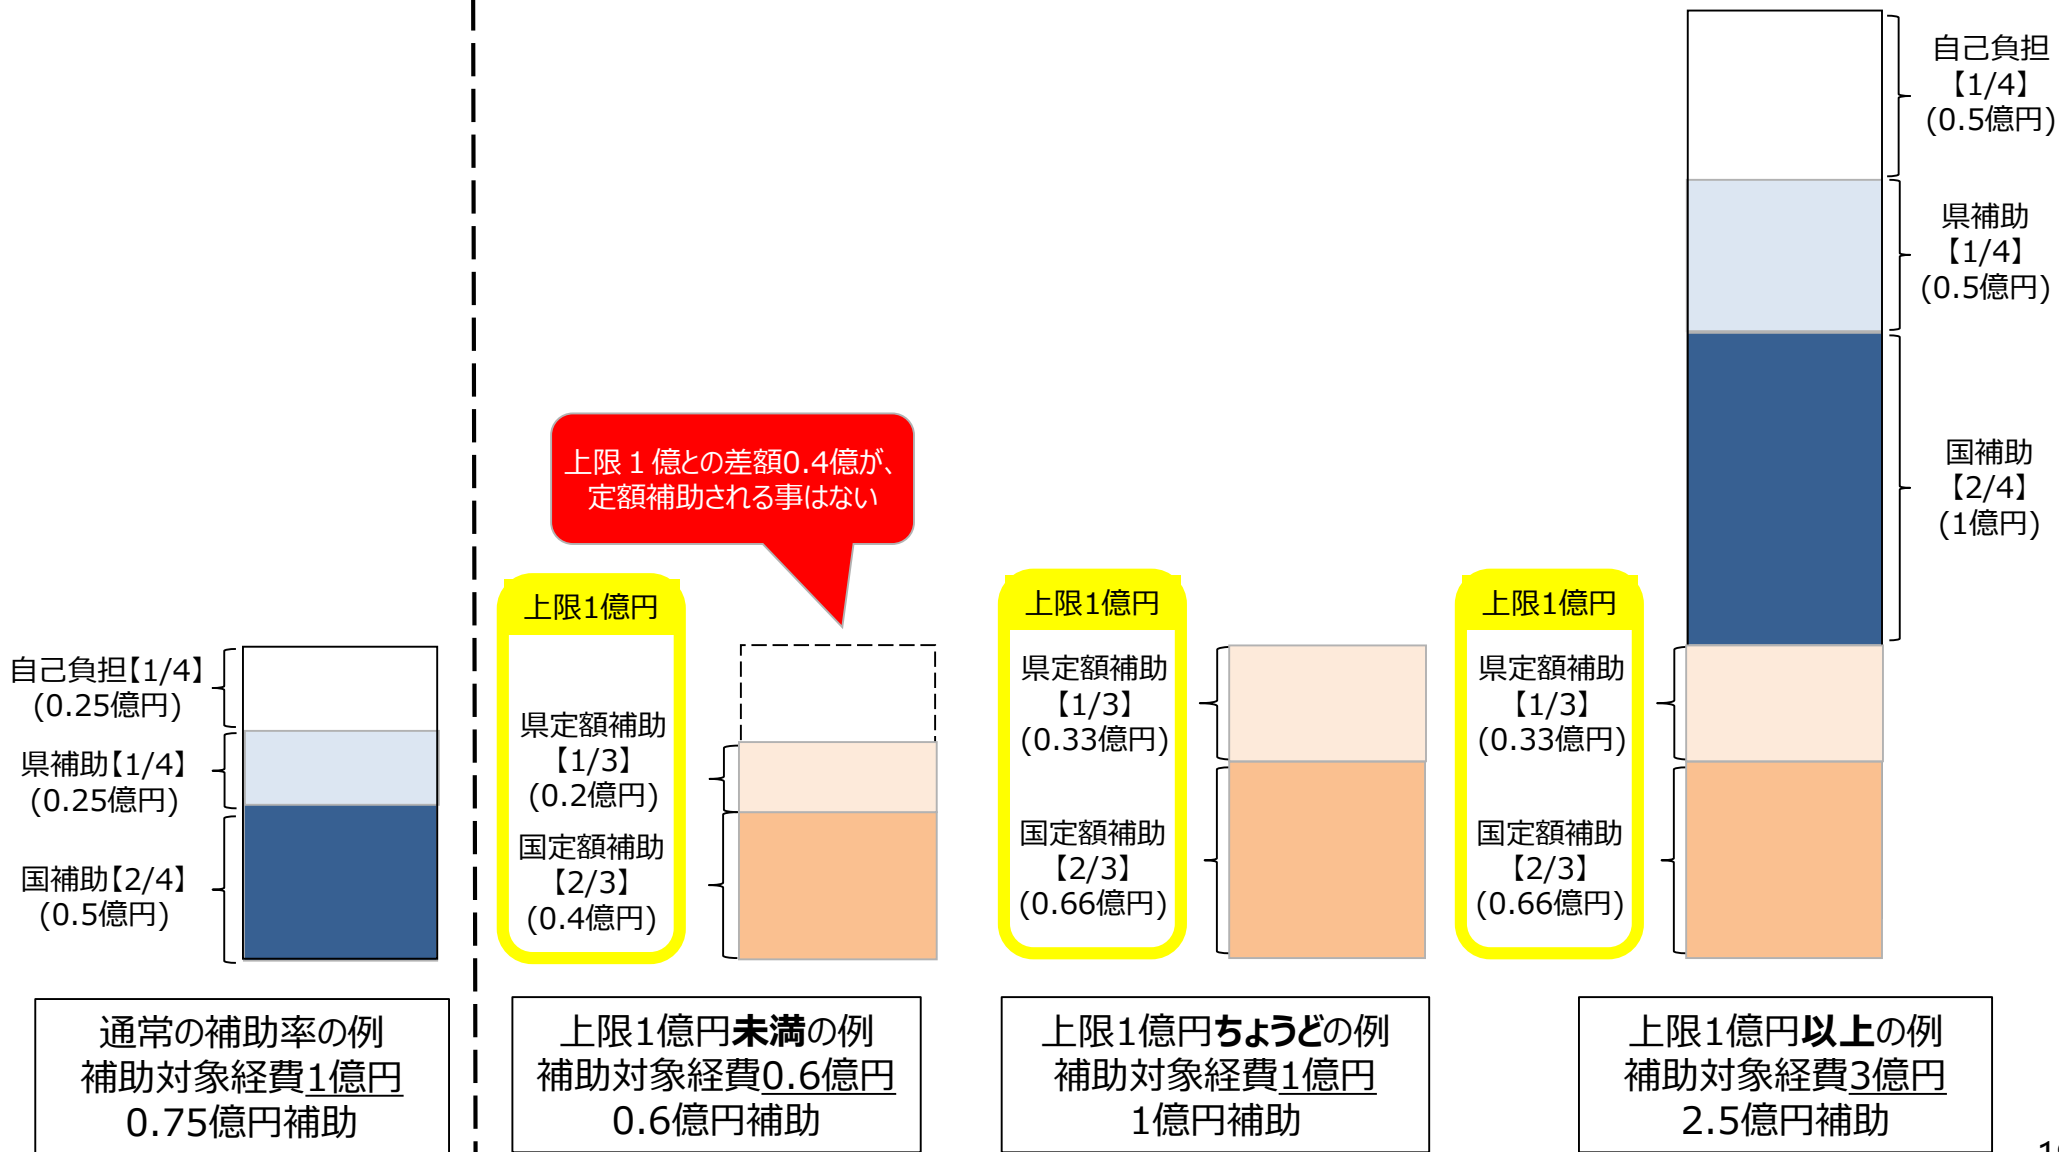 自己負担【1/4】
(0.25億円)
県補助【1/4】
(0.25億円)
国補助【2/4】
(0.5億円)
通常の補助率の例
補助対象経費1億円
0.75億円補助
上限１億との差額0.4億が、
定額補助される事はない
上限1億円
県定額補助
【1/3】
(0.2億円)
国定額補助
【2/3】
(0.4億円)
上限1億円未満の例
補助対象経費0.6億円
0.6億円補助
上限1億円
県定額補助
【1/3】
(0.33億円)
国定額補助
【2/3】
(0.66億円)
上限1億円ちょうどの例
補助対象経費1億円
1億円補助
自己負担
【1/4】
(0.5億円)
県補助
【1/4】
(0.5億円)
国補助
【2/4】
(1億円)
上限1億円
県定額補助
【1/3】
(0.33億円)
国定額補助
【2/3】
(0.66億円)
上限1億円以上の例
補助対象経費3億円
2.5億円補助